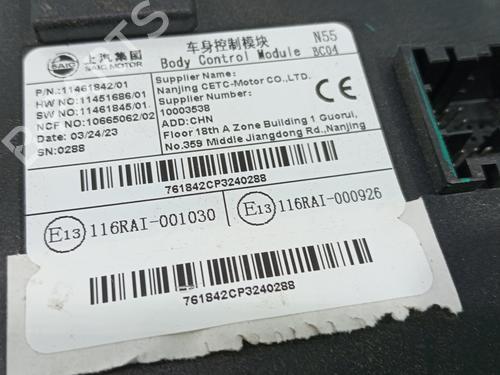 上汽集团
SAIC
SAIC MOTOR
车身控制模块
Body Control Module
N55
BC04
P/N:11461842/01
HW NO:11451686/01
SW NO:11461845/01
NCF NO:10665062/02
Date: 03/24/23
SN:0288
Supplier Name:
Nanjing CETC-Motor CO.,LTD.
Supplier Number:
10003538
ADD:CHN
Floor 18th A Zone Building 1 Guorui,
No.359 Middle Jiangdong Rd.,Nanjing
761842CP3240288
E13 116RAI-001030
E13 116RAI-000926
761842CP3240288